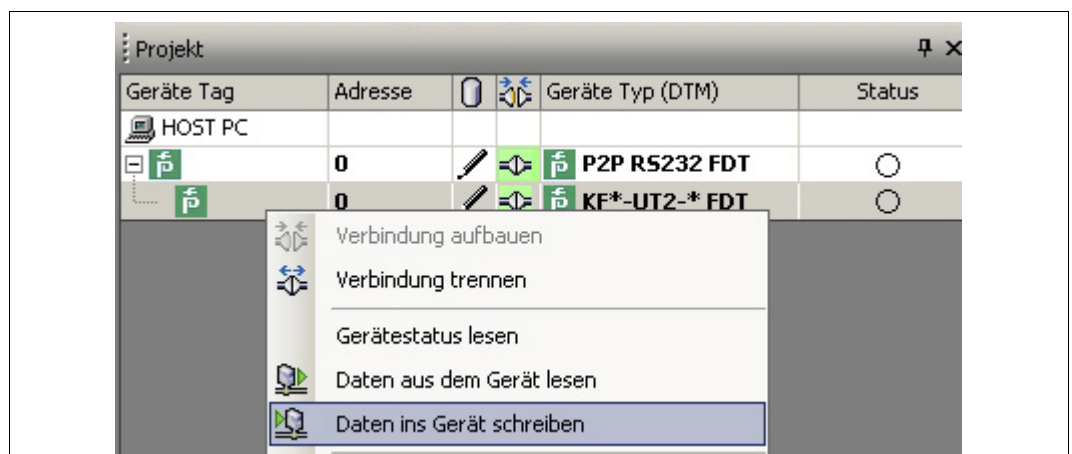 Projekt
Geräte Tag Adresse Geräte Typ (DTM) Status
HOST PC
0 P2P RS232 FDT
0 KF*-UT2-* FDT
Verbindung aufbauen
Verbindung trennen
Gerätestatus lesen
Daten aus dem Gerät lesen
Daten ins Gerät schreiben